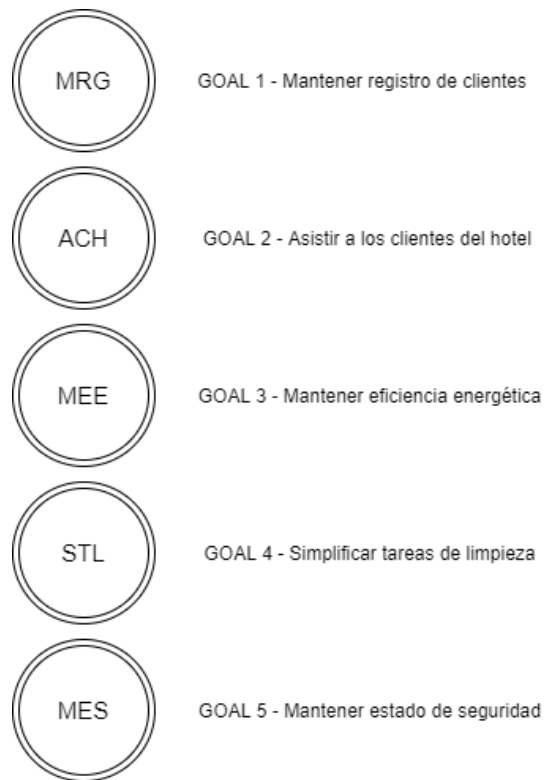 MRG GOAL 1 - Mantener registro de clientes
ACH GOAL 2 - Asistir a los clientes del hotel
MEE GOAL 3 - Mantener eficiencia energética
STL GOAL 4 - Simplificar tareas de limpieza
MES GOAL 5 - Mantener estado de seguridad